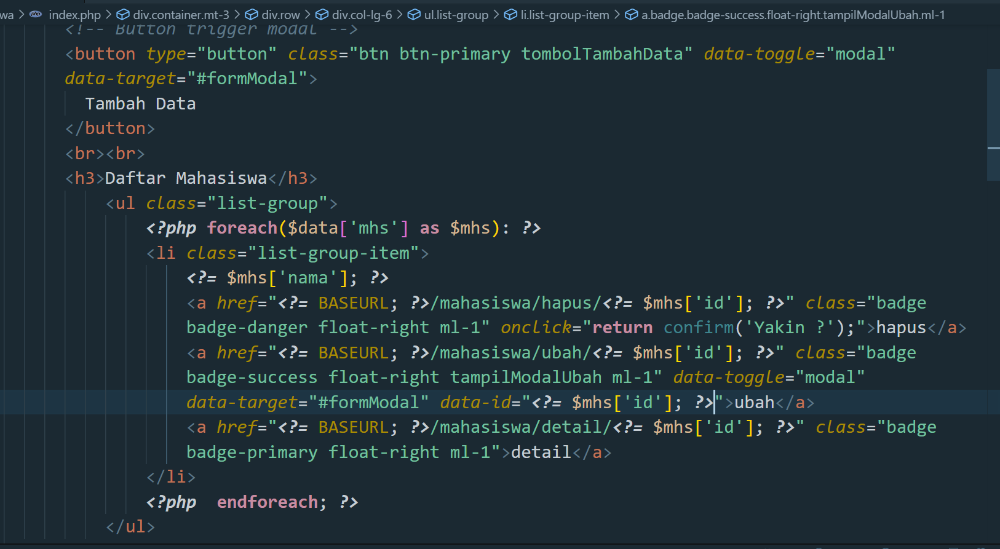 wa > php index.php > div.container.mt-3 > div.row > div.col-lg-6 > ul.list-group > li.list-group-item > a.badge.badge-success.float-right.tampilModalUbah.ml-1
<!-- Button trigger modal -->
<button type="button" class="btn btn-primary tombolTambahData" data-toggle="modal"
data-target="#formModal">
Tambah Data
</button>
<br><br>
<h3>Daftar Mahasiswa</h3>
<ul class="list-group">
<?php foreach($data['mhs'] as $mhs): ?>
<li class="list-group-item">
<?= $mhs['nama']; ?>
<a href="<?= BASEURL; ?>/mahasiswa/hapus/<?= $mhs['id']; ?>" class="badge
badge-danger float-right ml-1" onclick="return confirm('Yakin ?');">hapus</a>
<a href="<?= BASEURL; ?>/mahasiswa/ubah/<?= $mhs['id']; ?>" class="badge
badge-success float-right tampilModalUbah ml-1" data-toggle="modal"
data-target="#formModal" data-id="<?= $mhs['id']; ?>">ubah</a>
<a href="<?= BASEURL; ?>/mahasiswa/detail/<?= $mhs['id']; ?>" class="badge
badge-primary float-right ml-1">detail</a>
</li>
<?php  endforeach; ?>
</ul>